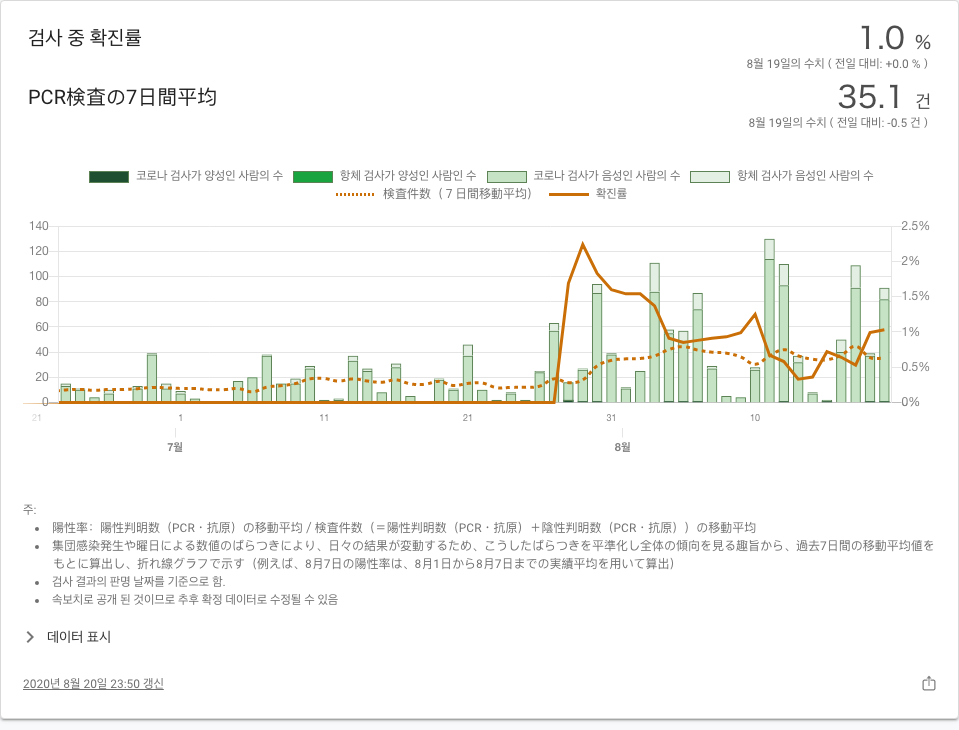 검사 중 확진률
1.0 %
8월 19일의 수치 ( 전일 대비: +0.0 % )
PCR検査の7日間平均
35.1 건
8월 19일의 수치 ( 전일 대비: -0.5 건 )
코로나 검사가 양성인 사람의 수 항체 검사가 양성인 사람인 수 코로나 검사가 음성인 사람의 수 항체 검사가 음성인 사람의 수
検査件数（７日間移動平均） 확진률
140 2.5%
120 2%
100
80 1.5%
60 1%
40 0.5%
20
0 0%
21 1 11 21 31 10
7월 8월
주:
陽性率：陽性判明数（PCR・抗原）の移動平均 / 検査件数（＝陽性判明数（PCR・抗原）＋陰性判明数（PCR・抗原））の移動平均
集団感染発生や曜日による数値のばらつきにより、日々の結果が変動するため、こうしたばらつきを平準化し全体の傾向を見る趣旨から、過去7日間の移動平均値を
もとに算出し、折れ線グラフで示す（例えば、8月7日の陽性率は、8月1日から8月7日までの実績平均を用いて算出）
검사 결과의 판명 날짜를 기준으로 함.
속보치로 공개 된 것이므로 추후 확정 데이터로 수정될 수 있음
데이터 표시
2020년 8월 20일 23:50 갱신